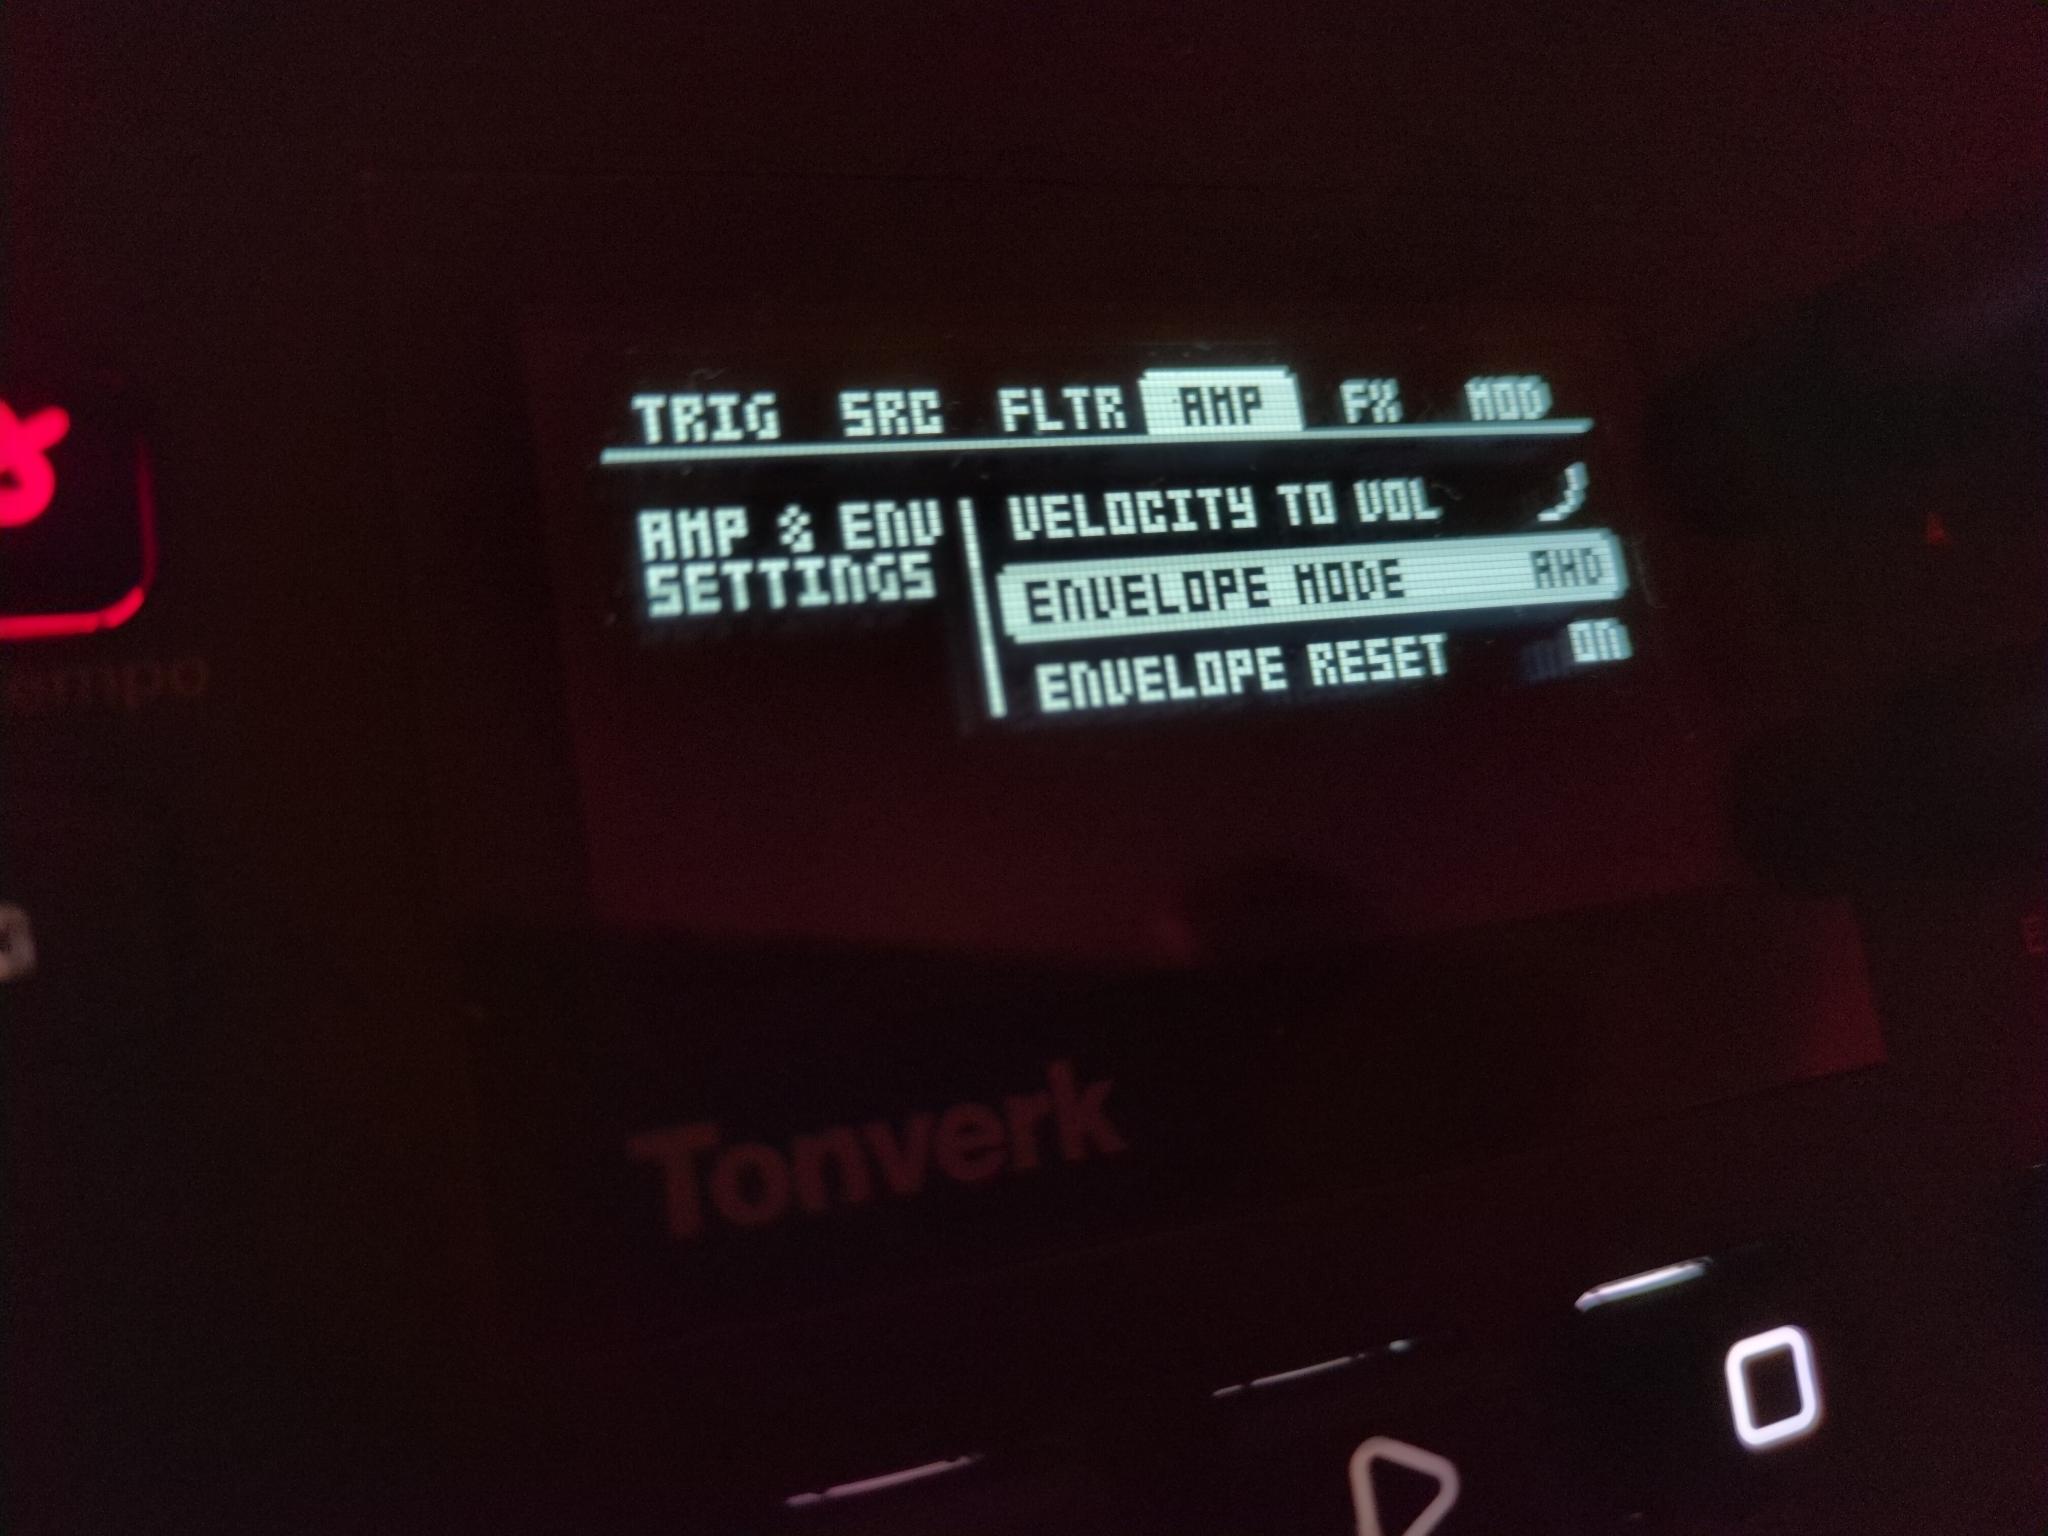 TRIG SRC FLTR AMP FX MOD
AMP & ENV
SETTINGS
VELOCITY TO VOL
ENVELOPE MODE AHD
ENVELOPE RESET ON
empo
Tonverk